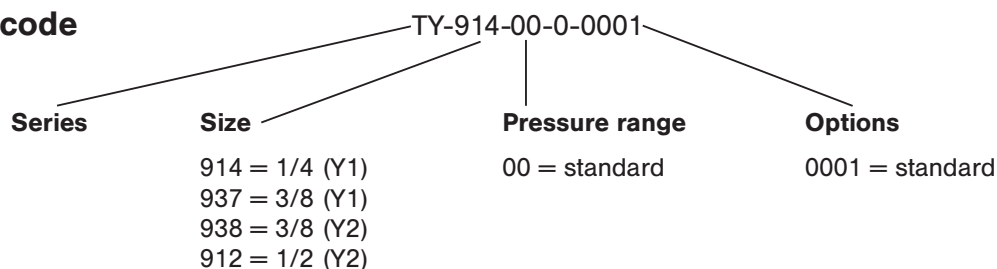 code TY-914-00-0-0001
Series Size Pressure range Options
914 = 1/4 (Y1) 00 = standard 0001 = standard
937 = 3/8 (Y1)
938 = 3/8 (Y2)
912 = 1/2 (Y2)